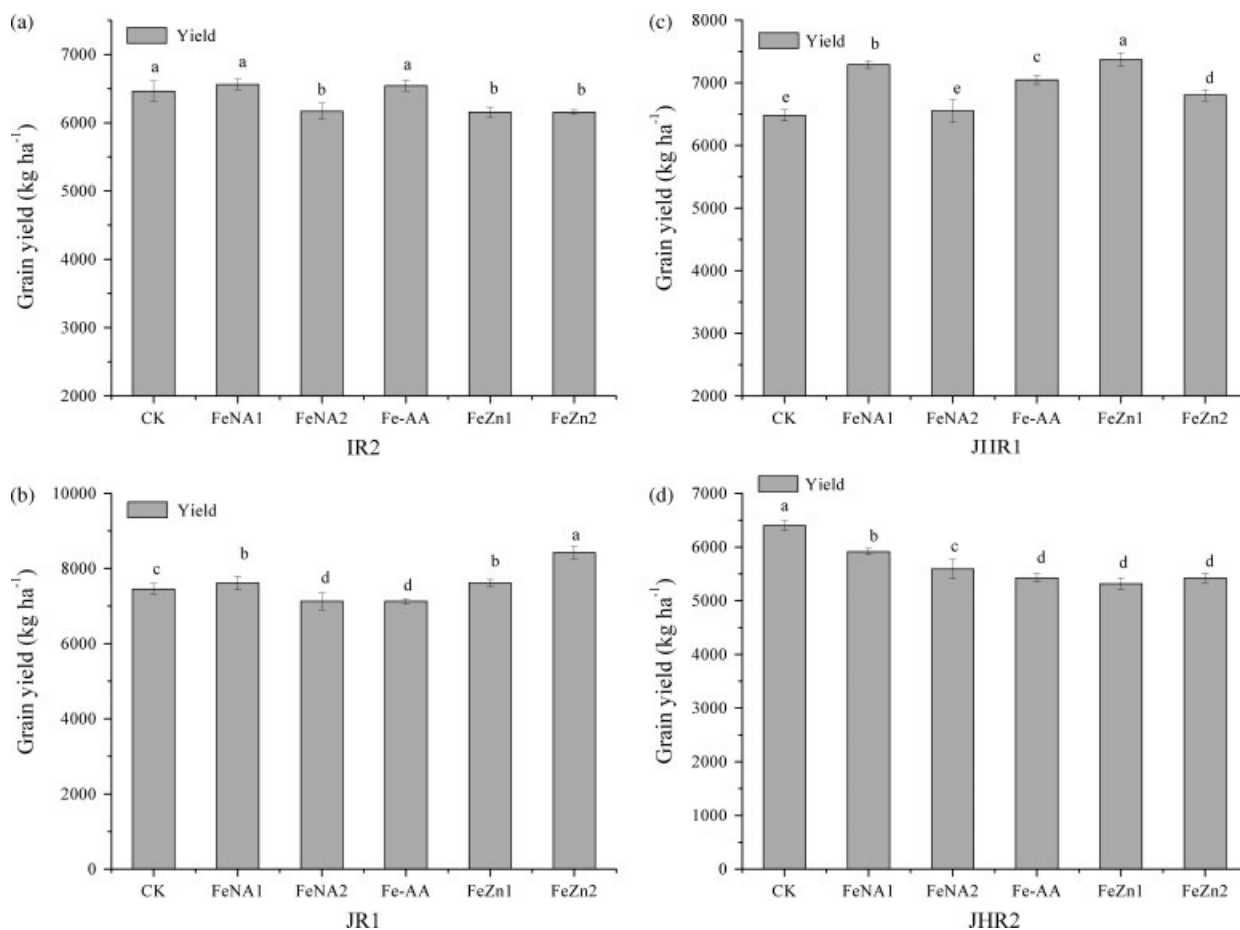 (a)
Yield
Grain yield (kg ha⁻¹)
7000
6000
5000
4000
3000
2000
a
a
b
a
b
b
CK FeNA1 FeNA2 Fe-AA FeZn1 FeZn2
IR2
(c)
Yield
Grain yield (kg ha⁻¹)
8000
7000
6000
5000
4000
3000
2000
e
b
e
c
a
d
CK FeNA1 FeNA2 Fe-AA FeZn1 FeZn2
JHR1
(b)
Yield
Grain yield (kg ha⁻¹)
10000
8000
6000
4000
2000
0
c
b
d
d
b
a
CK FeNA1 FeNA2 Fe-AA FeZn1 FeZn2
JR1
(d)
Yield
Grain yield (kg ha⁻¹)
7000
6000
5000
4000
3000
2000
1000
0
a
b
c
d
d
d
CK FeNA1 FeNA2 Fe-AA FeZn1 FeZn2
JHR2